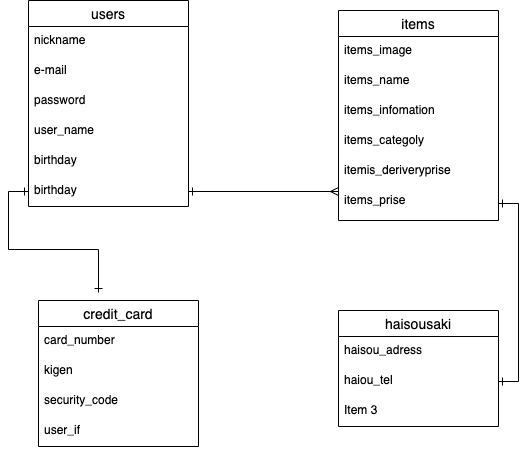 users
nickname
e-mail
password
user_name
birthday
birthday
items
items_image
items_name
items_infomation
items_categoly
itemis_deriveryprise
items_prise
credit_card
card_number
kigen
security_code
user_if
haisousaki
haisou_adress
haiou_tel
Item 3